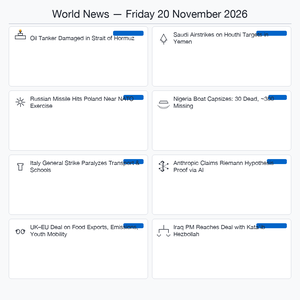 World News — Friday 20 November 2026
Oil Tanker Damaged in Strait of Hormuz
Saudi Airstrikes on Houthi Targets in
Yemen
Russian Missile Hits Poland Near NATO
Exercise
Nigeria Boat Capsizes: 30 Dead,
Missing
Italy General Strike Paralyzes Transport &
Schools
Anthropic Claims Riemann Hypothesis
Proof via AI
UK–EU Deal on Food Exports, Emissions,
Youth Mobility
Iraq PM Reaches Deal with Kataib
Hezbollah